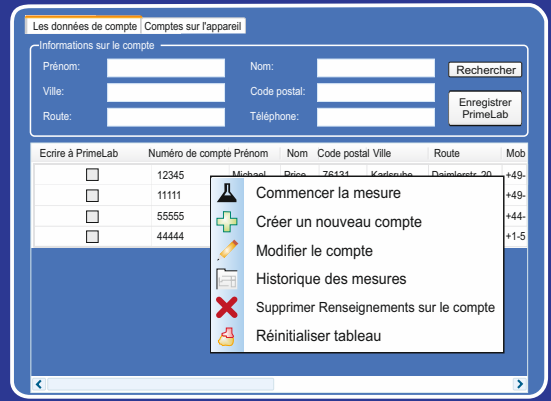 Les données de compte Comptes sur l'appareil
Informations sur le compte
Prénom: Nom: Rechercher
Ville: Code postal:
Enregistrer
PrimeLab
Route: Téléphone:
Ecrire à PrimeLab Numéro de compte Prénom Nom Code postal Ville Route Mob
12345 Michael Price 76131 Karlsruhe Daimlerstr. 20 +49-
11111 +49-
55555 +44-
44444 +1-5
Commencer la mesure
Créer un nouveau compte
Modifier le compte
Historique des mesures
Supprimer Renseignements sur le compte
Réinitialiser tableau